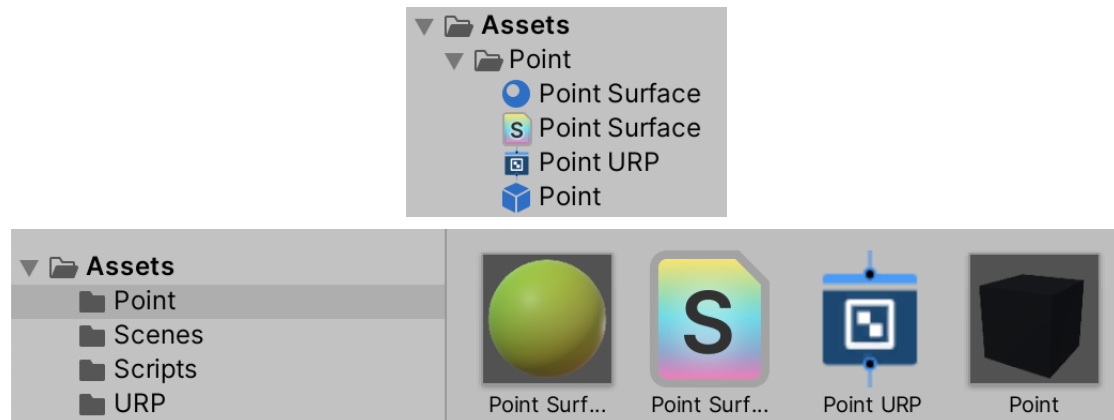 Assets
Point
Point Surface
S Point Surface
Point URP
Point
Assets
Point
Scenes
Scripts
URP
S
Point Surf...
Point Surf...
Point URP
Point